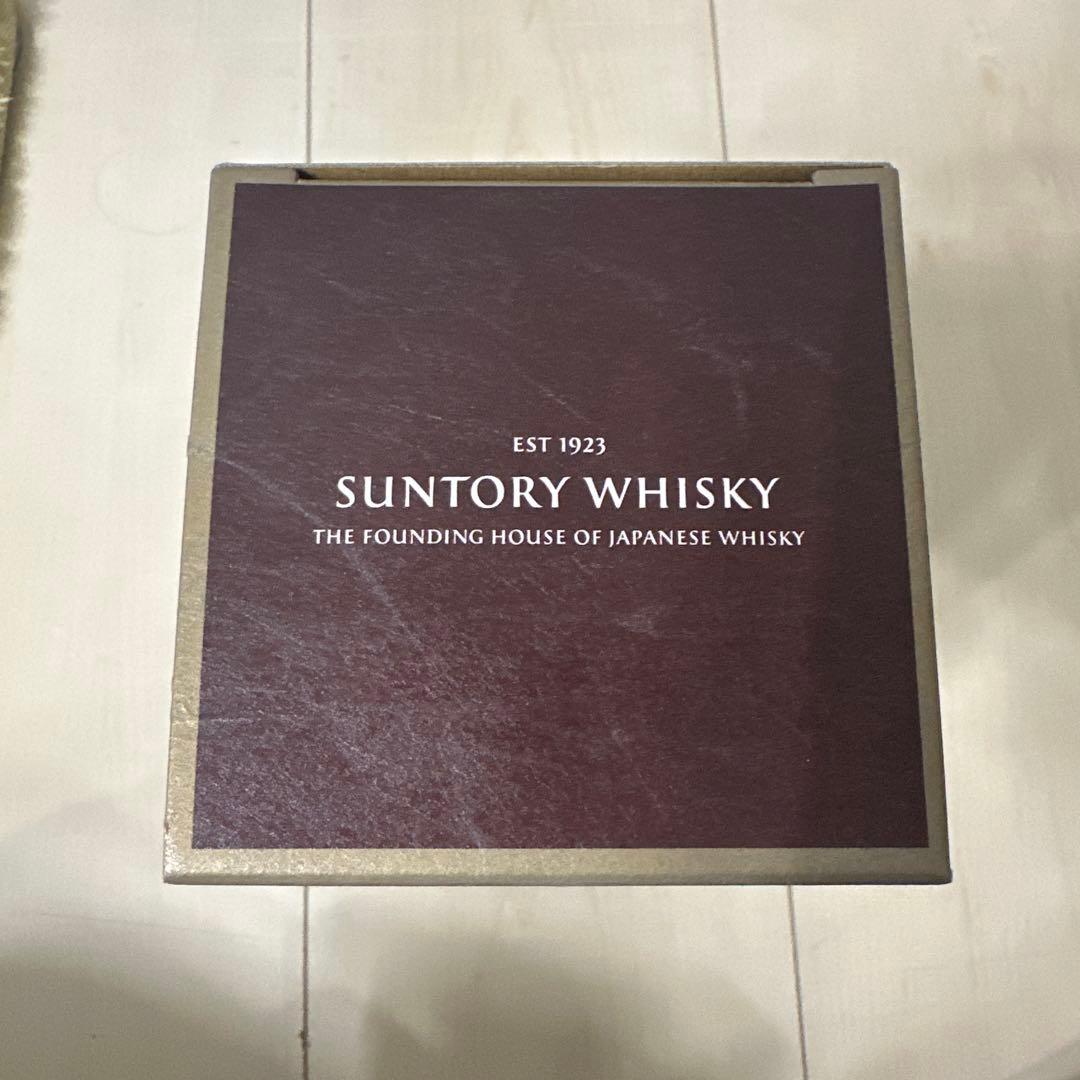 EST 1923
SUNTORY WHISKY
THE FOUNDING HOUSE OF JAPANESE WHISKY